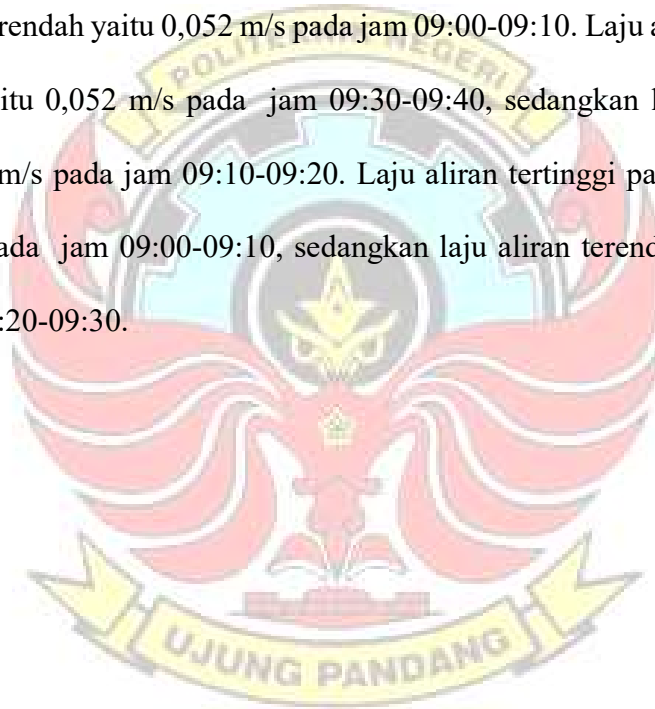 rendah yaitu 0,052 m/s pada jam 09:00-09:10. Laju a
POLITEKNIK NEGERI
itu 0,052 m/s pada jam 09:30-09:40, sedangkan
m/s pada jam 09:10-09:20. Laju aliran tertinggi pa
ada jam 09:00-09:10, sedangkan laju aliran terend
:20-09:30.
UJUNG PANDANG